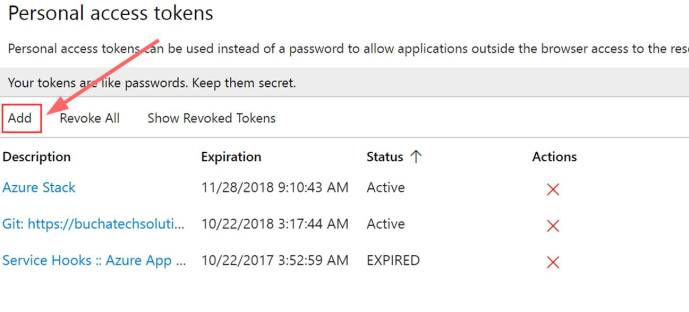 Personal access tokens
Personal access tokens can be used instead of a password to allow applications outside the browser access to the res
Your tokens are like passwords. Keep them secret.
Add Revoke All Show Revoked Tokens
Description Expiration Status ↑ Actions
Azure Stack 11/28/2018 9:10:43 AM Active
Git: https://buchatechsoluti... 10/22/2018 3:17:44 AM Active
Service Hooks :: Azure App ... 10/22/2017 3:52:59 AM EXPIRED